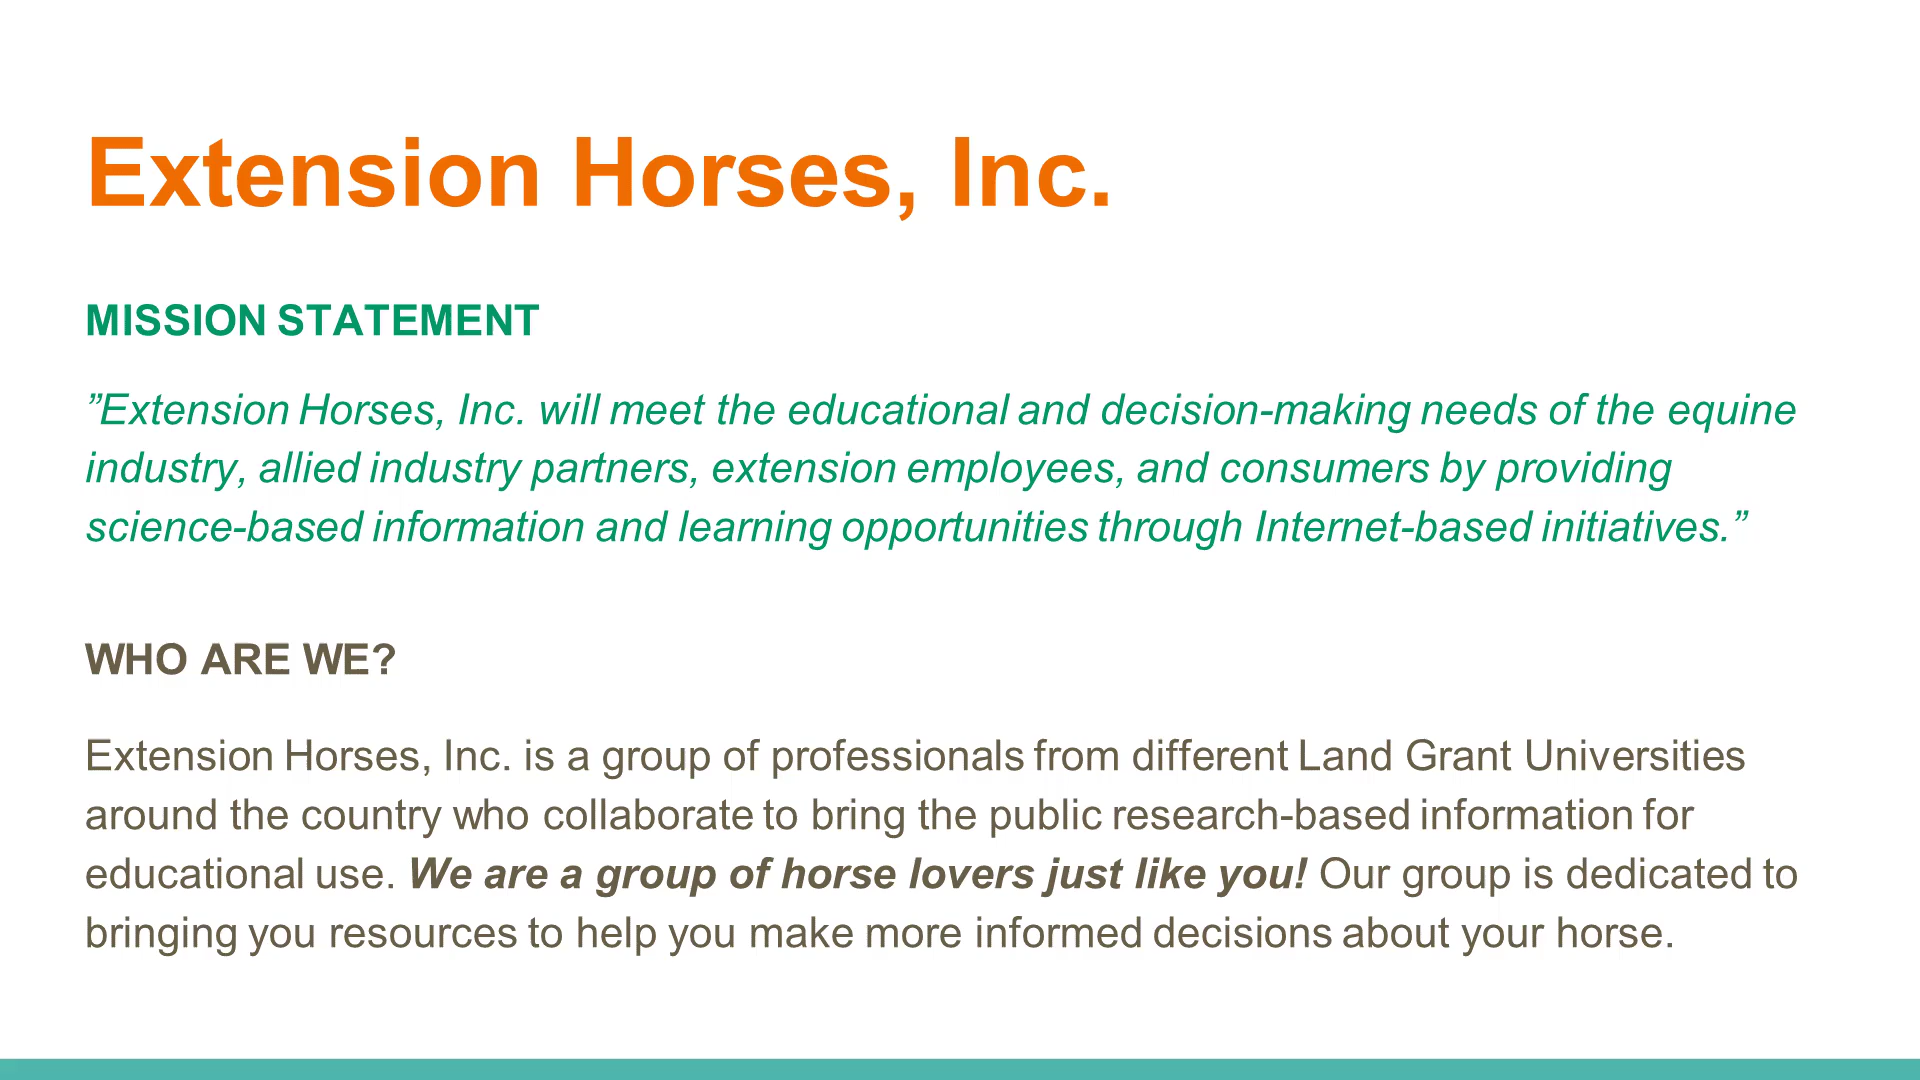 Extension Horses, Inc.
MISSION STATEMENT
”Extension Horses, Inc. will meet the educational and decision-making needs of the equine
industry, allied industry partners, extension employees, and consumers by providing
science-based information and learning opportunities through Internet-based initiatives.”
WHO ARE WE?
Extension Horses, Inc. is a group of professionals from different Land Grant Universities
around the country who collaborate to bring the public research-based information for
educational use. We are a group of horse lovers just like you! Our group is dedicated to
bringing you resources to help you make more informed decisions about your horse.